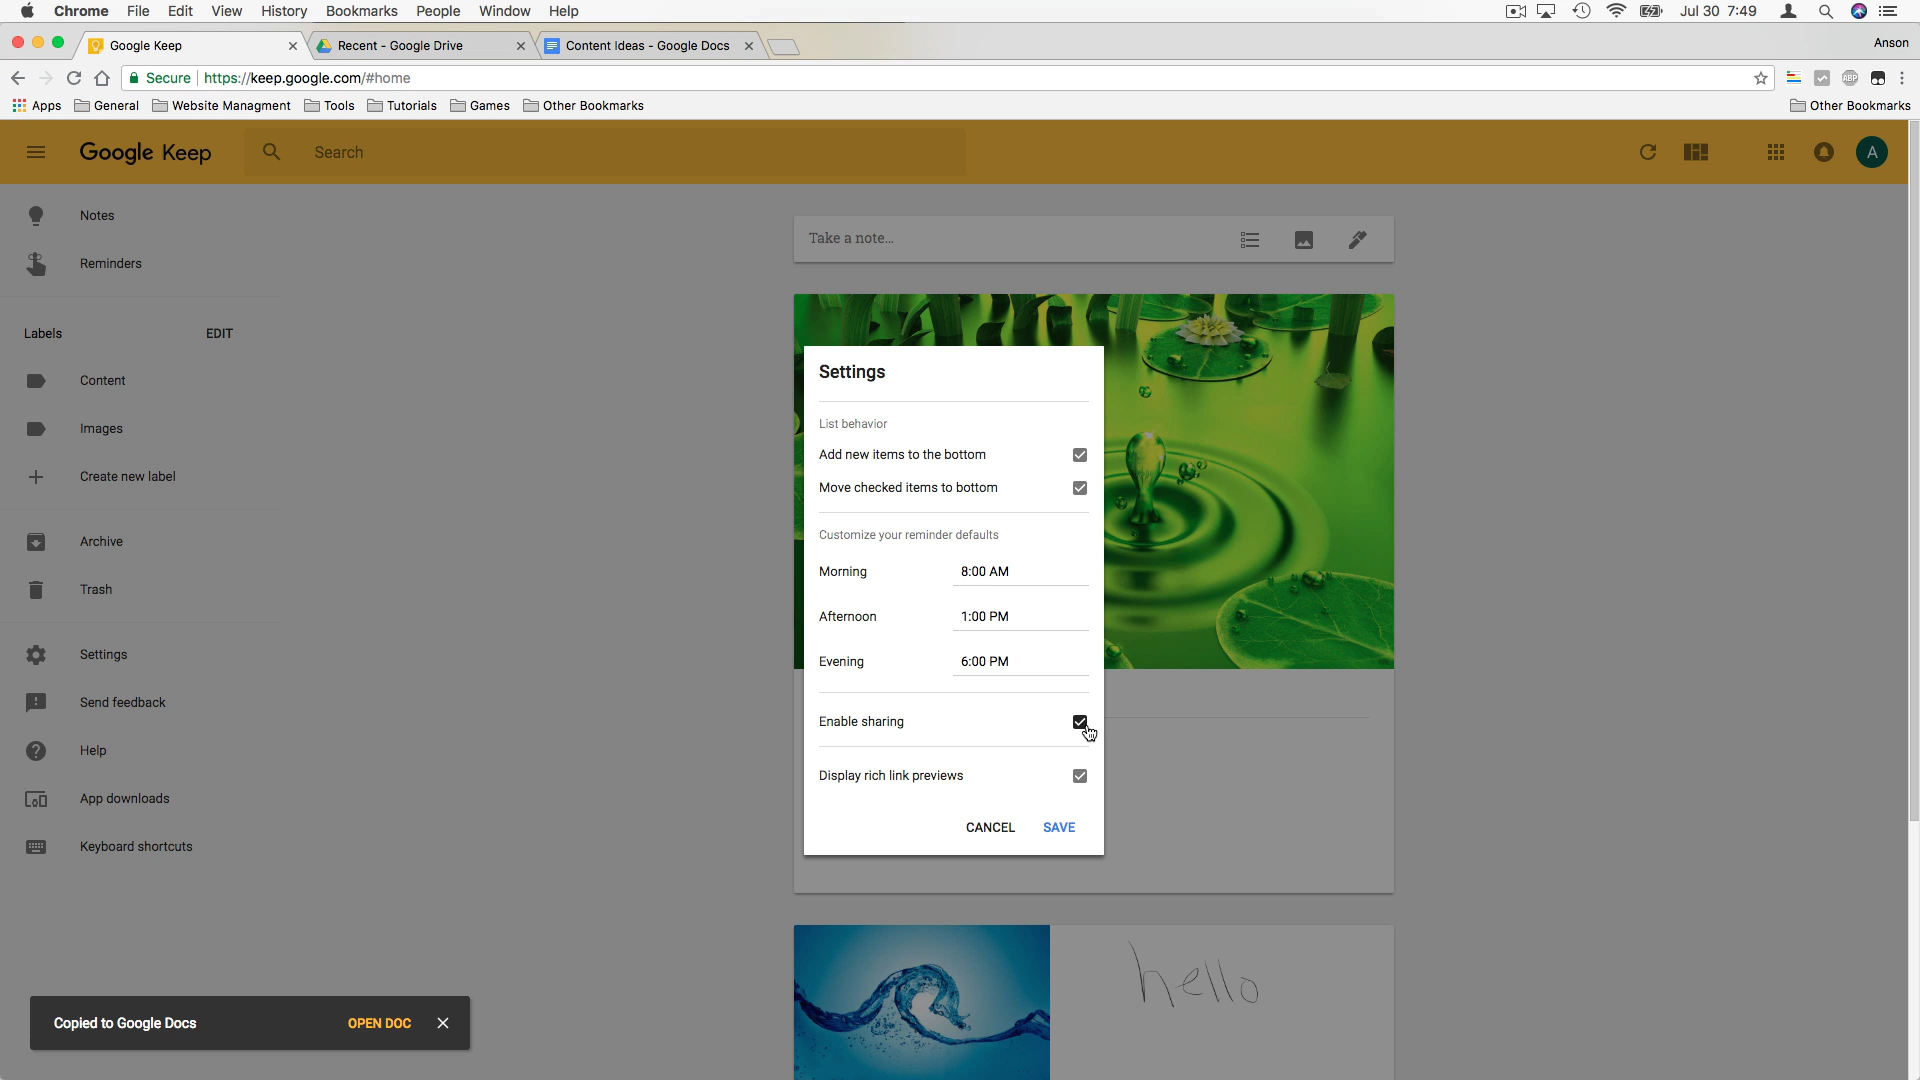 Chrome File Edit View History Bookmarks People Window Help Jul 30 7:49
Google Keep Recent - Google Drive Content Ideas - Google Docs Anson
Secure https://keep.google.com/#home ABP
Apps General Website Managment Tools Tutorials Games Other Bookmarks Other Bookmarks
Google Keep Search A
Notes
Take a note...
Reminders
Labels EDIT
Content
Images
Create new label
Archive
Trash
Settings
Send feedback
Help
App downloads
Keyboard shortcuts
Settings
List behavior
Add new items to the bottom
Move checked items to bottom
Customize your reminder defaults
Morning 8:00 AM
Afternoon 1:00 PM
Evening 6:00 PM
Enable sharing
Display rich link previews
CANCEL SAVE
hello
Copied to Google Docs OPEN DOC